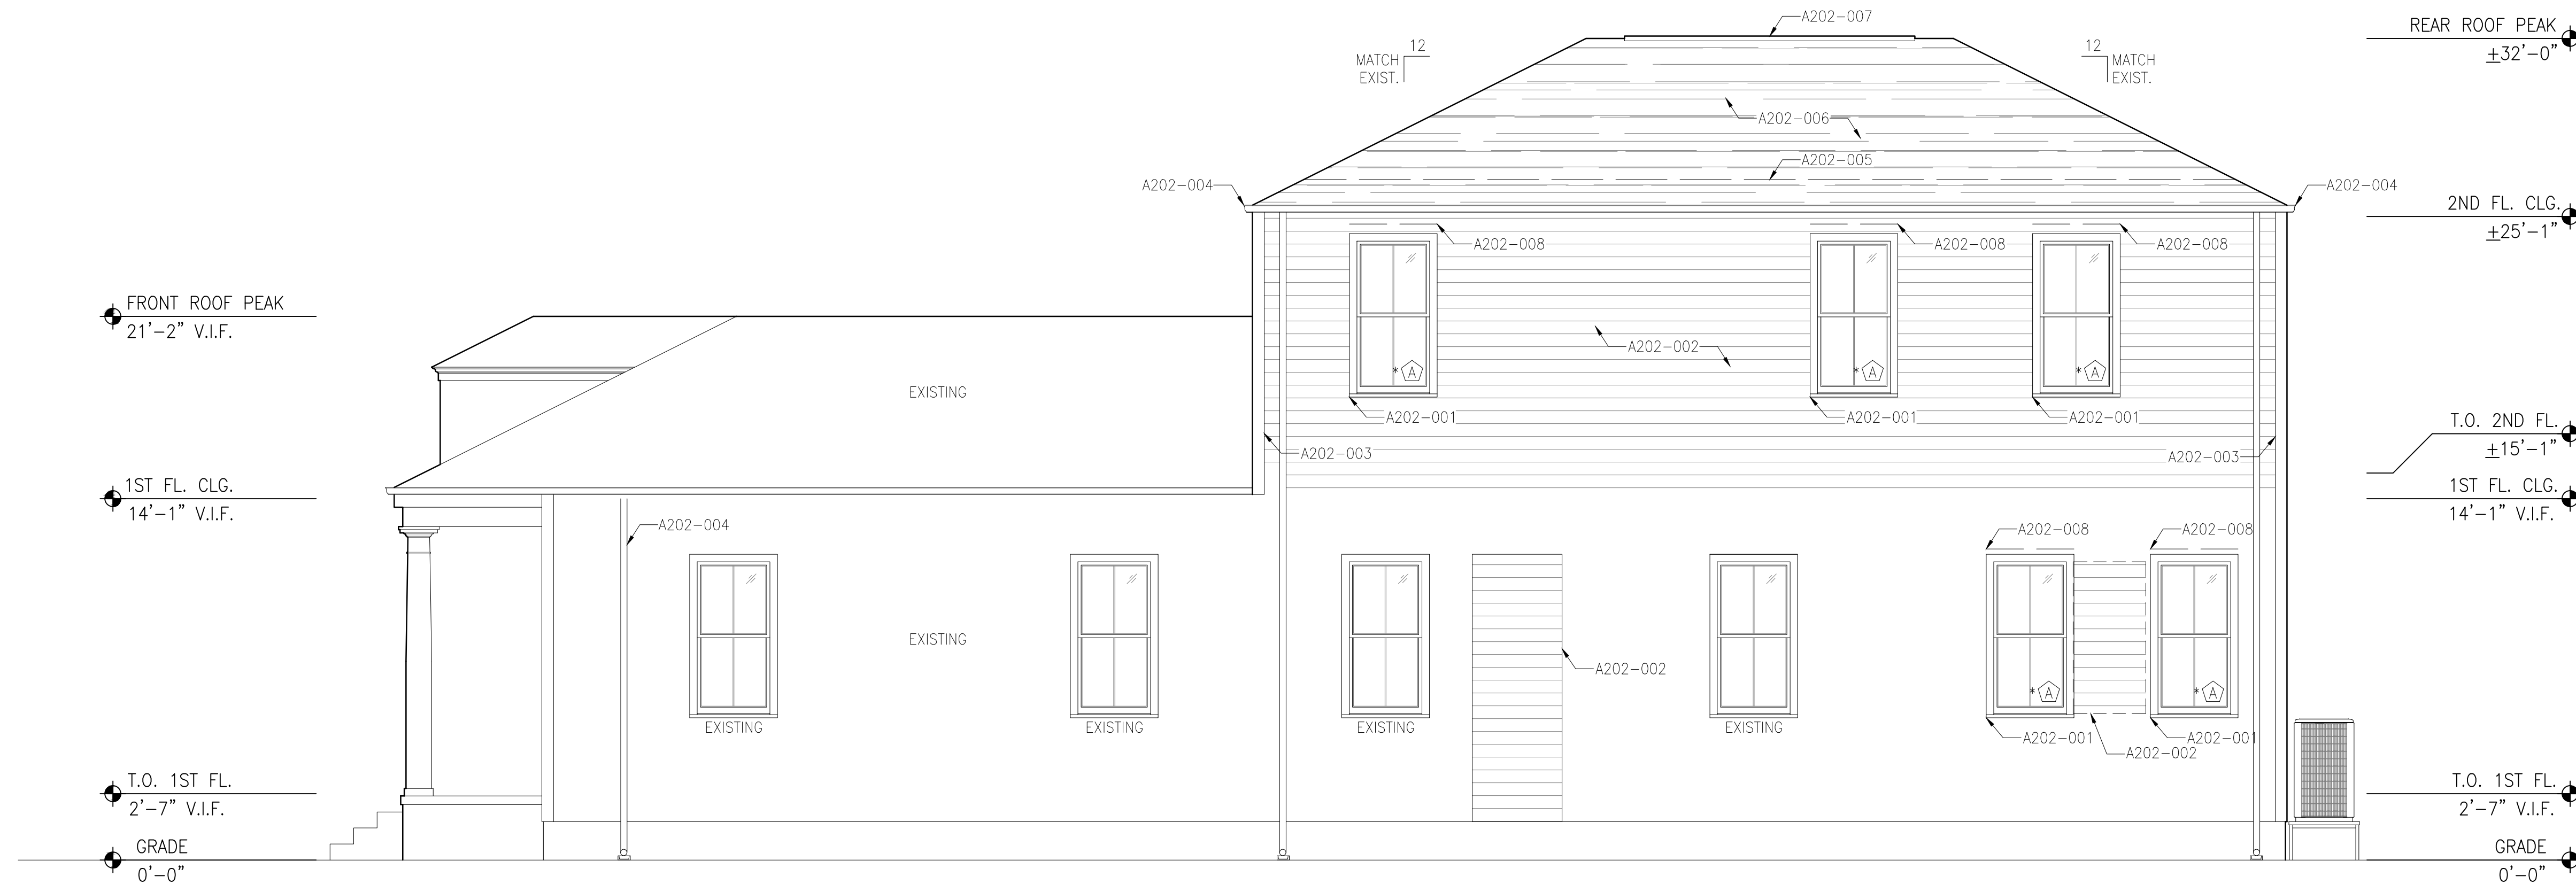 A202-007
REAR ROOF PEAK
±32'-0"
12
MATCH
EXIST.
12
MATCH
EXIST.
A202-006
A202-005
A202-004
A202-004
2ND FL. CLG.
±25'-1"
A202-008
A202-008
A202-008
FRONT ROOF PEAK
21'-2" V.I.F.
A202-002
* A
* A
* A
EXISTING
A202-001
A202-001
A202-001
T.O. 2ND FL.
±15'-1"
A202-003
A202-003
1ST FL. CLG.
14'-1" V.I.F.
1ST FL. CLG.
14'-1" V.I.F.
A202-004
A202-008
A202-008
EXISTING
A202-002
* A
* A
EXISTING
EXISTING
EXISTING
EXISTING
A202-001
A202-002
A202-001
T.O. 1ST FL.
2'-7" V.I.F.
T.O. 1ST FL.
2'-7" V.I.F.
GRADE
0'-0"
GRADE
0'-0"